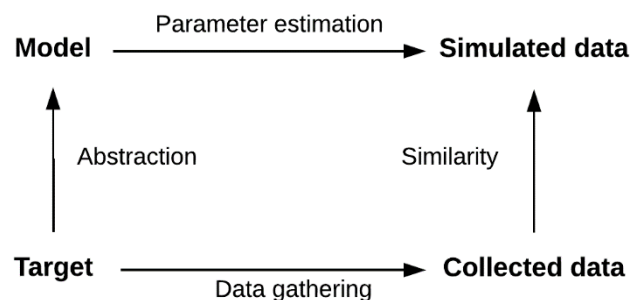 Parameter estimation
Model
Simulated data
Abstraction
Similarity
Target
Collected data
Data gathering